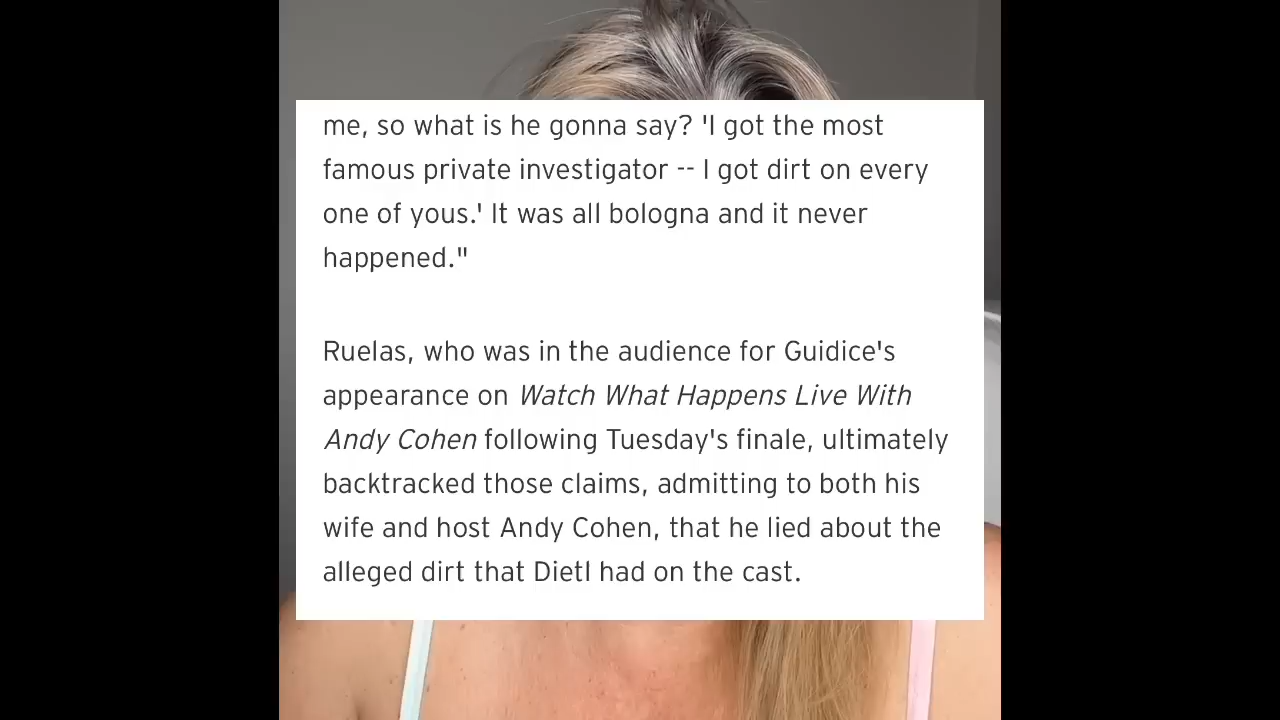 me, so what is he gonna say? 'I got the most
famous private investigator -- I got dirt on every
one of yous.' It was all bologna and it never
happened."
Ruelas, who was in the audience for Guidice's
appearance on Watch What Happens Live With
Andy Cohen following Tuesday's finale, ultimately
backtracked those claims, admitting to both his
wife and host Andy Cohen, that he lied about the
alleged dirt that Dietl had on the cast.